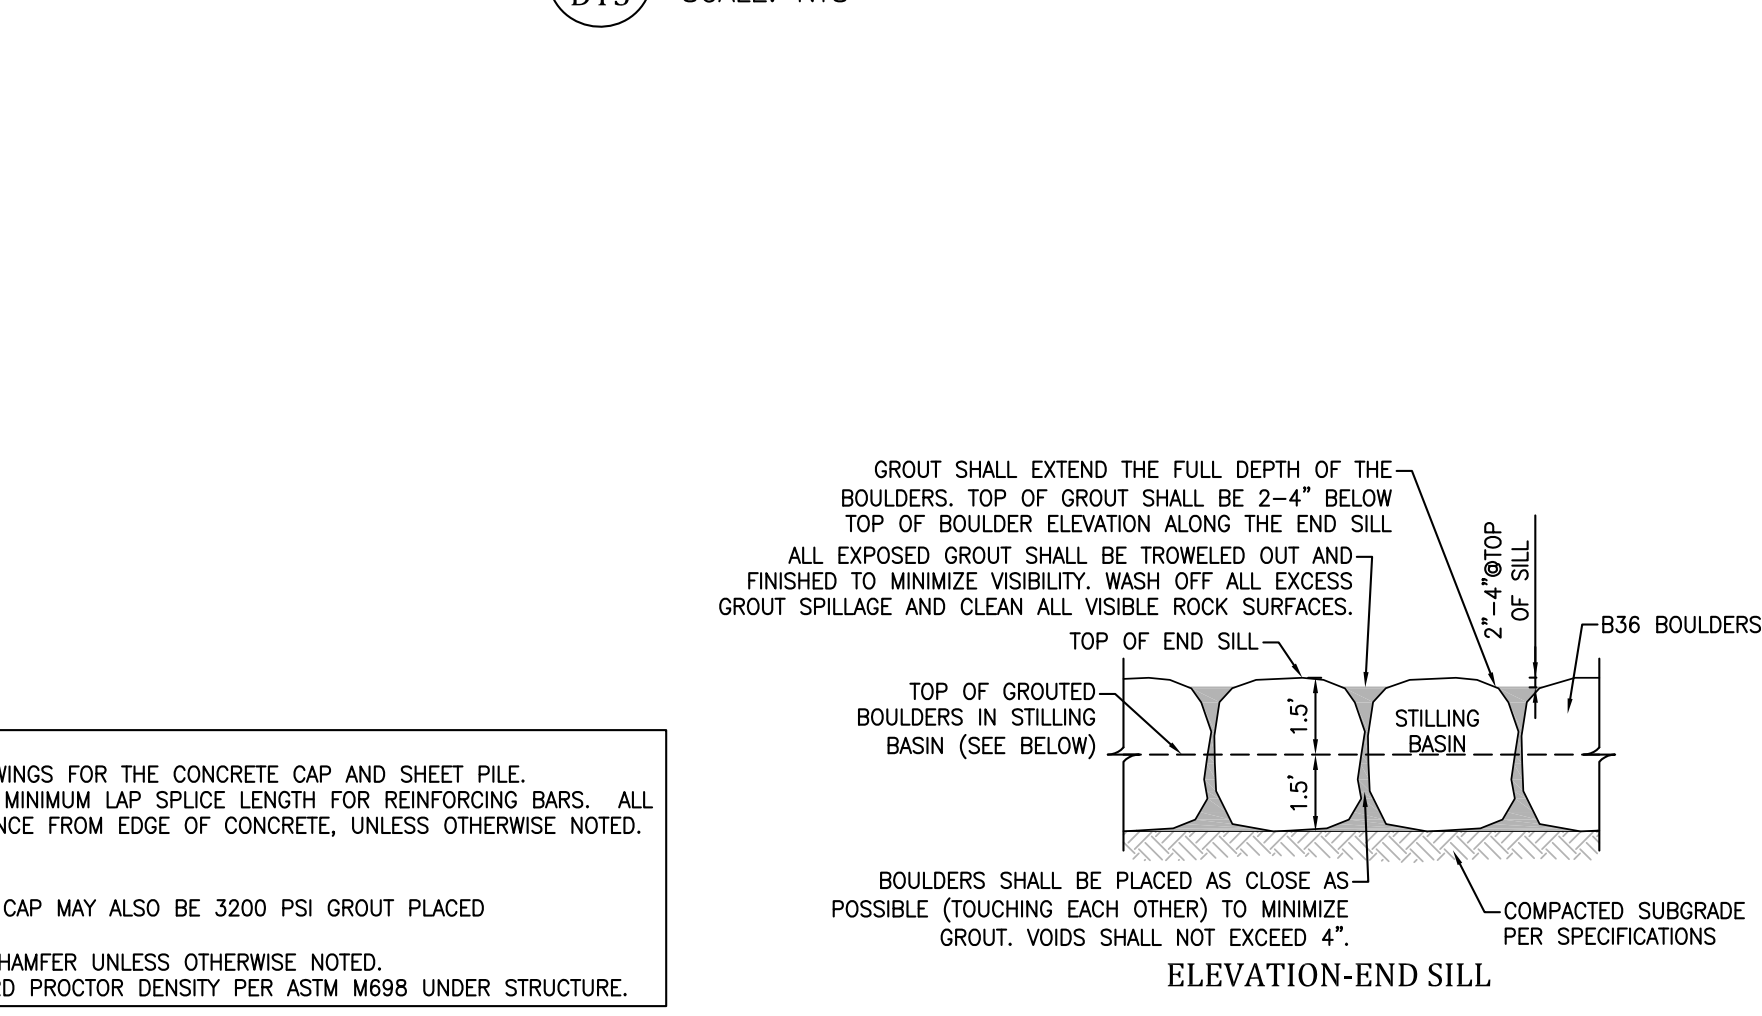 GROUT SHALL EXTEND THE FULL DEPTH OF THE
BOULDERS. TOP OF GROUT SHALL BE 2-4" BELOW
TOP OF BOULDER ELEVATION ALONG THE END SILL
ALL EXPOSED GROUT SHALL BE TROWELED OUT AND
FINISHED TO MINIMIZE VISIBILITY. WASH OFF ALL EXCESS
GROUT SPILLAGE AND CLEAN ALL VISIBLE ROCK SURFACES.
2"-4"@TOP
OF SILL
B36 BOULDERS
TOP OF END SILL
TOP OF GROUTED
BOULDERS IN STILLING
BASIN (SEE BELOW)
1.5'
1.5'
STILLING
BASIN
BOULDERS SHALL BE PLACED AS CLOSE AS
POSSIBLE (TOUCHING EACH OTHER) TO MINIMIZE
GROUT. VOIDS SHALL NOT EXCEED 4".
COMPACTED SUBGRADE
PER SPECIFICATIONS
ELEVATION-END SILL
WINGS FOR THE CONCRETE CAP AND SHEET PILE.
MINIMUM LAP SPLICE LENGTH FOR REINFORCING BARS. ALL
NCE FROM EDGE OF CONCRETE, UNLESS OTHERWISE NOTED.
CAP MAY ALSO BE 3200 PSI GROUT PLACED
HAMFER UNLESS OTHERWISE NOTED.
RD PROCTOR DENSITY PER ASTM M698 UNDER STRUCTURE.